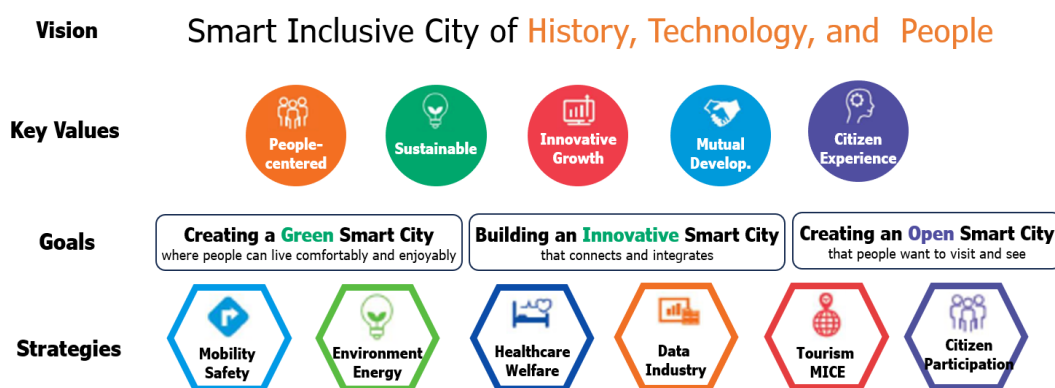 Vision
Smart Inclusive City of History, Technology, and People
Key Values
People-
centered
Sustainable
Innovative
Growth
Mutual
Develop.
Citizen
Experience
Goals
Creating a Green Smart City
where people can live comfortably and enjoyably
Building an Innovative Smart City
that connects and integrates
Creating an Open Smart City
that people want to visit and see
Strategies
Mobility
Safety
Environment
Energy
Healthcare
Welfare
Data
Industry
Tourism
MICE
Citizen
Participation